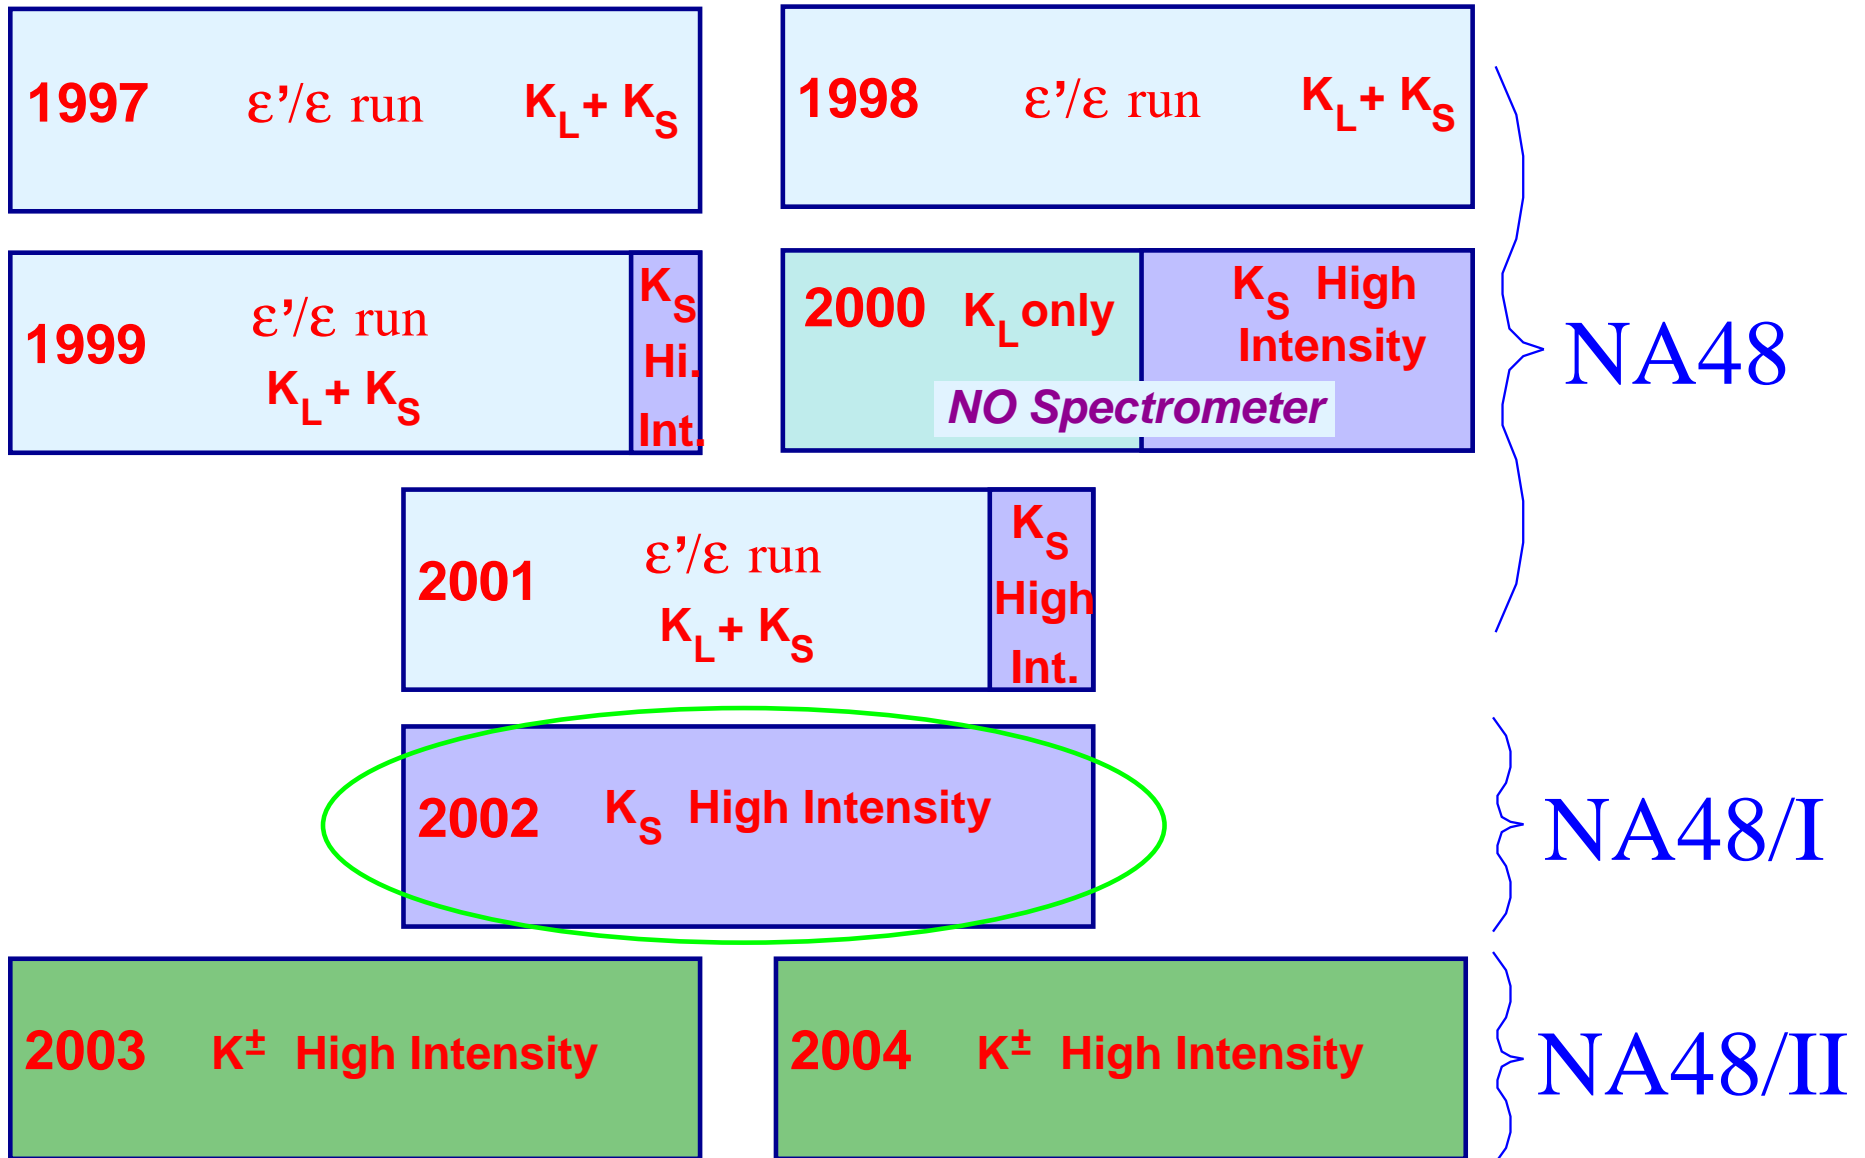 1997 ε’/ε run K_L + K_S
1998 ε’/ε run K_L + K_S
1999 ε’/ε run
K_L + K_S
K_S
Hi.
Int.
2000 K_L only
K_S High
Intensity
NO Spectrometer
NA48
2001 ε’/ε run
K_L + K_S
K_S
High
Int.
2002 K_S High Intensity
NA48/I
2003 K± High Intensity
2004 K± High Intensity
NA48/II